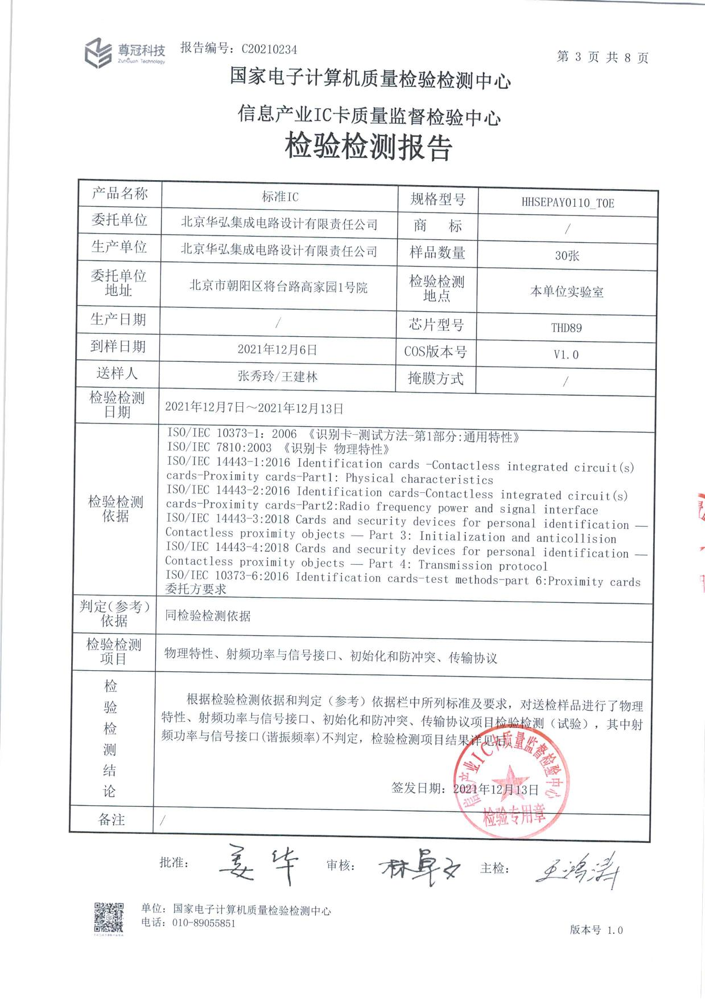 尊冠科技
ZunGuan Technology
报告编号：C20210234
第 3 页 共 8 页
国家电子计算机质量检验检测中心
信息产业IC卡质量监督检验中心
检验检测报告
产品名称 标准IC 规格型号 HHSEPAY0110_TOE
委托单位 北京华弘集成电路设计有限责任公司 商 标 /
生产单位 北京华弘集成电路设计有限责任公司 样品数量 30张
委托单位地址 北京市朝阳区将台路高家园1号院 检验检测地点 本单位实验室
生产日期 / 芯片型号 THD89
到样日期 2021年12月6日 COS版本号 V1.0
送样人 张秀玲/王建林 掩膜方式 /
检验检测日期 2021年12月7日～2021年12月13日
检验检测依据
ISO/IEC 10373-1: 2006 《识别卡-测试方法-第1部分:通用特性》
ISO/IEC 7810:2003 《识别卡 物理特性》
ISO/IEC 14443-1:2016 Identification cards -Contactless integrated circuit(s)
cards-Proximity cards-Part1: Physical characteristics
ISO/IEC 14443-2:2016 Identification cards-Contactless integrated circuit(s)
cards-Proximity cards-Part2:Radio frequency power and signal interface
ISO/IEC 14443-3:2018 Cards and security devices for personal identification —
Contactless proximity objects — Part 3: Initialization and anticollision
ISO/IEC 14443-4:2018 Cards and security devices for personal identification —
Contactless proximity objects — Part 4: Transmission protocol
ISO/IEC 10373-6:2016 Identification cards-test methods-part 6:Proximity cards
委托方要求
判定(参考)依据 同检验检测依据
检验检测项目 物理特性、射频功率与信号接口、初始化和防冲突、传输协议
检验检测结论
根据检验检测依据和判定（参考）依据栏中所列标准及要求，对送检样品进行了物理
特性、射频功率与信号接口、初始化和防冲突、传输协议项目检验检测（试验），其中射
频功率与信号接口(谐振频率)不判定，检验检测项目结果详见后
签发日期：2021年12月13日
信息产业IC卡质量监督检验中心
检验专用章
备注 /
批准： 姜华 审核： 林卓文 主检： 王鸿涛
单位：国家电子计算机质量检验检测中心
电话：010-89055851
版本号 1.0